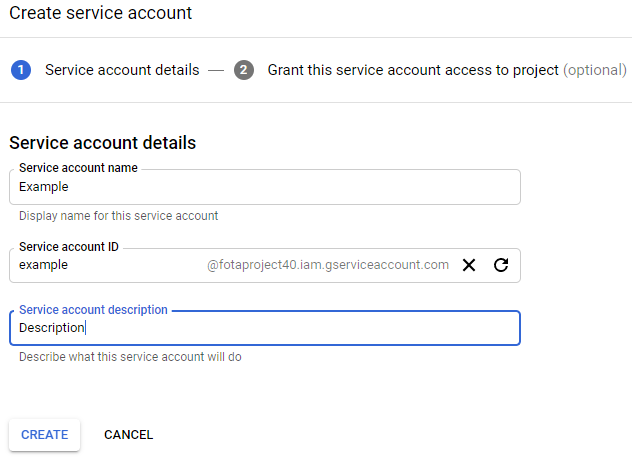 Create service account
1 Service account details — 2 Grant this service account access to project (optional)
Service account details
Service account name
Example
Display name for this service account
Service account ID
example @fotaproject40.iam.gserviceaccount.com
Service account description
Description
Describe what this service account will do
CREATE CANCEL